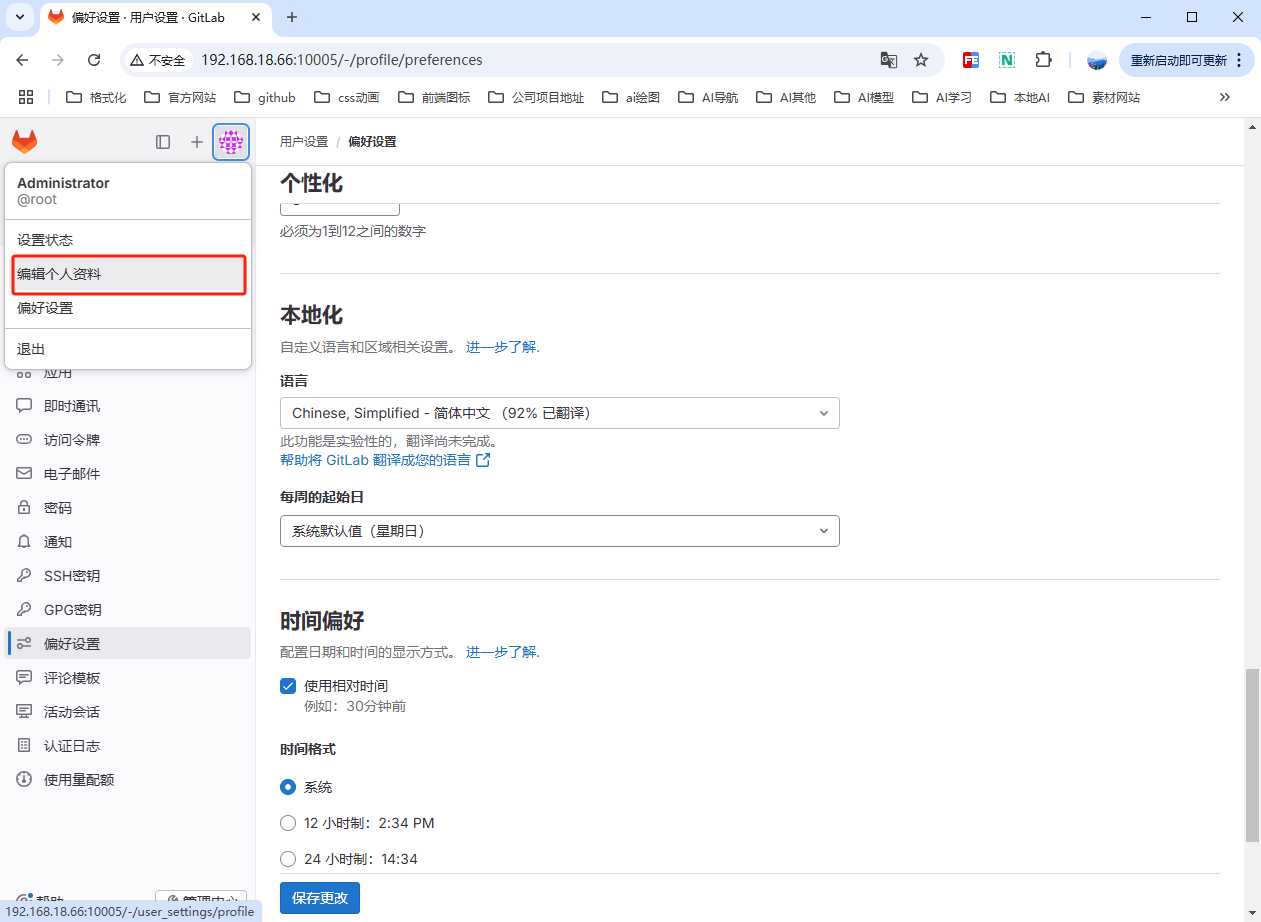 偏好设置 · 用户设置 · GitLab
不安全
192.168.18.66:10005/-/profile/preferences
重新启动即可更新
格式化
官方网站
github
css动画
前端图标
公司项目地址
ai绘图
AI导航
AI其他
AI模型
AI学习
本地AI
素材网站
用户设置 / 偏好设置
Administrator
@root
设置状态
编辑个人资料
偏好设置
退出
应用
即时通讯
访问令牌
电子邮件
密码
通知
SSH密钥
GPG密钥
偏好设置
评论模板
活动会话
认证日志
使用量配额
帮助
管理中心
192.168.18.66:10005/-/user_settings/profile
个性化
必须为1到12之间的数字
本地化
自定义语言和区域相关设置。 进一步了解.
语言
Chinese, Simplified - 简体中文 （92% 已翻译）
此功能是实验性的，翻译尚未完成。
帮助将 GitLab 翻译成您的语言
每周的起始日
系统默认值（星期日）
时间偏好
配置日期和时间的显示方式。 进一步了解.
使用相对时间
例如：30分钟前
时间格式
系统
12 小时制：2:34 PM
24 小时制：14:34
保存更改